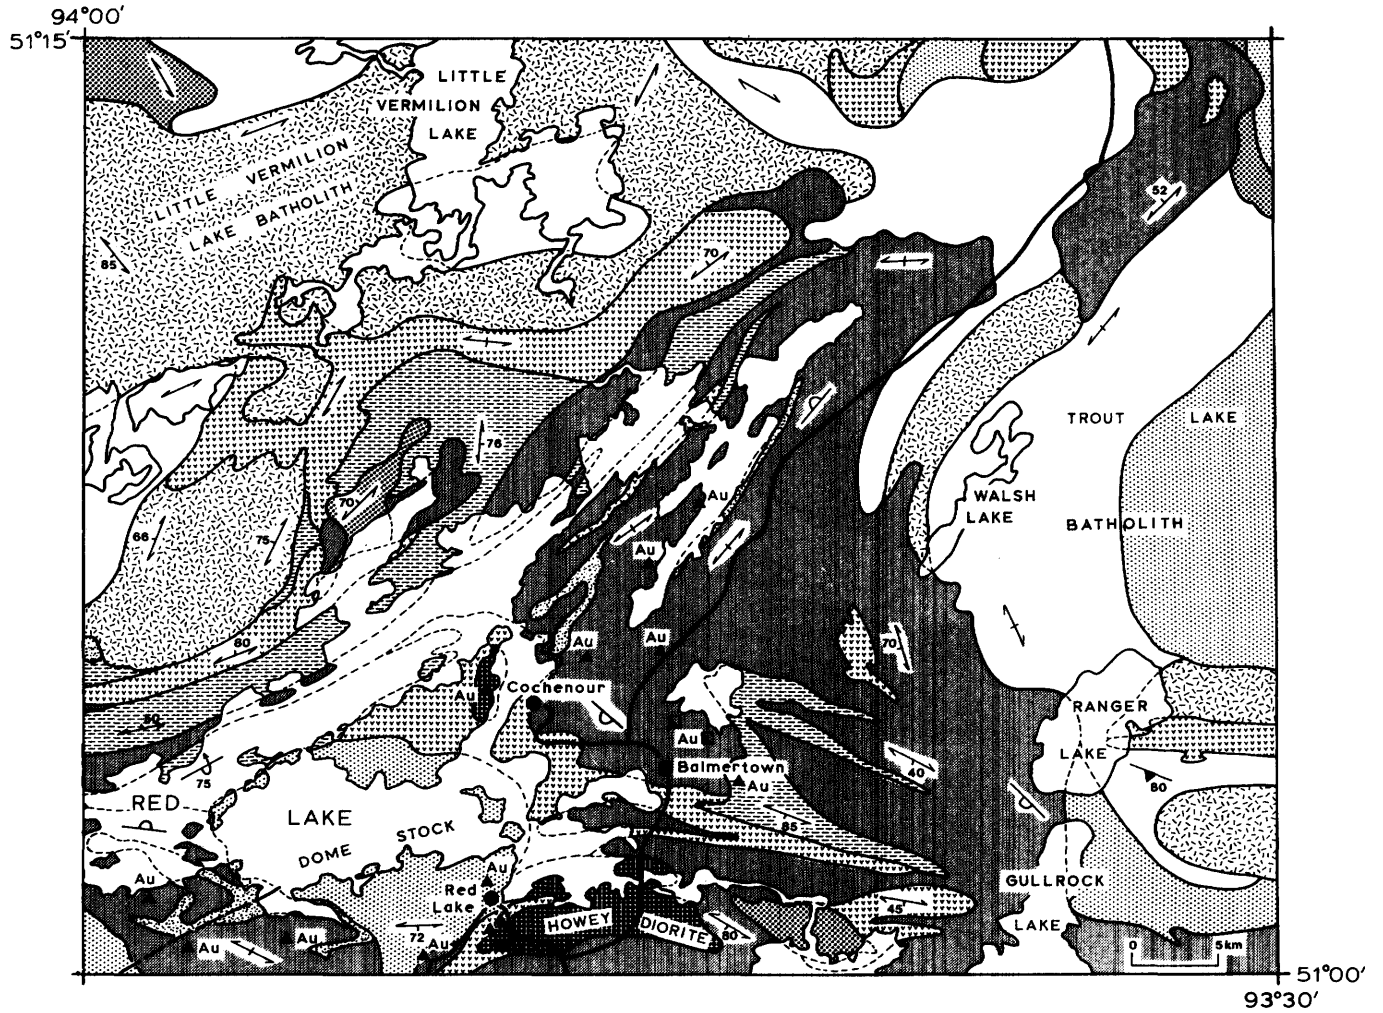 94°00'
51°15'
LITTLE
VERMILION
LAKE
LITTLE VERMILION
LAKE BATHOLITH
52
85
70
76
70
TROUT LAKE
Au
WALSH
LAKE
BATHOLITH
66
75
Au
80
Au
Au
70
Au
Cochenour
RANGER
LAKE
Au
40
Balmertown
Au
75
80
RED
LAKE
DOME STOCK
85
Au
Au
Red
Lake
GULLROCK
LAKE
HOWEY
DIORITE
45
72
Au
Au
Au
80
0 5km
51°00'
93°30'